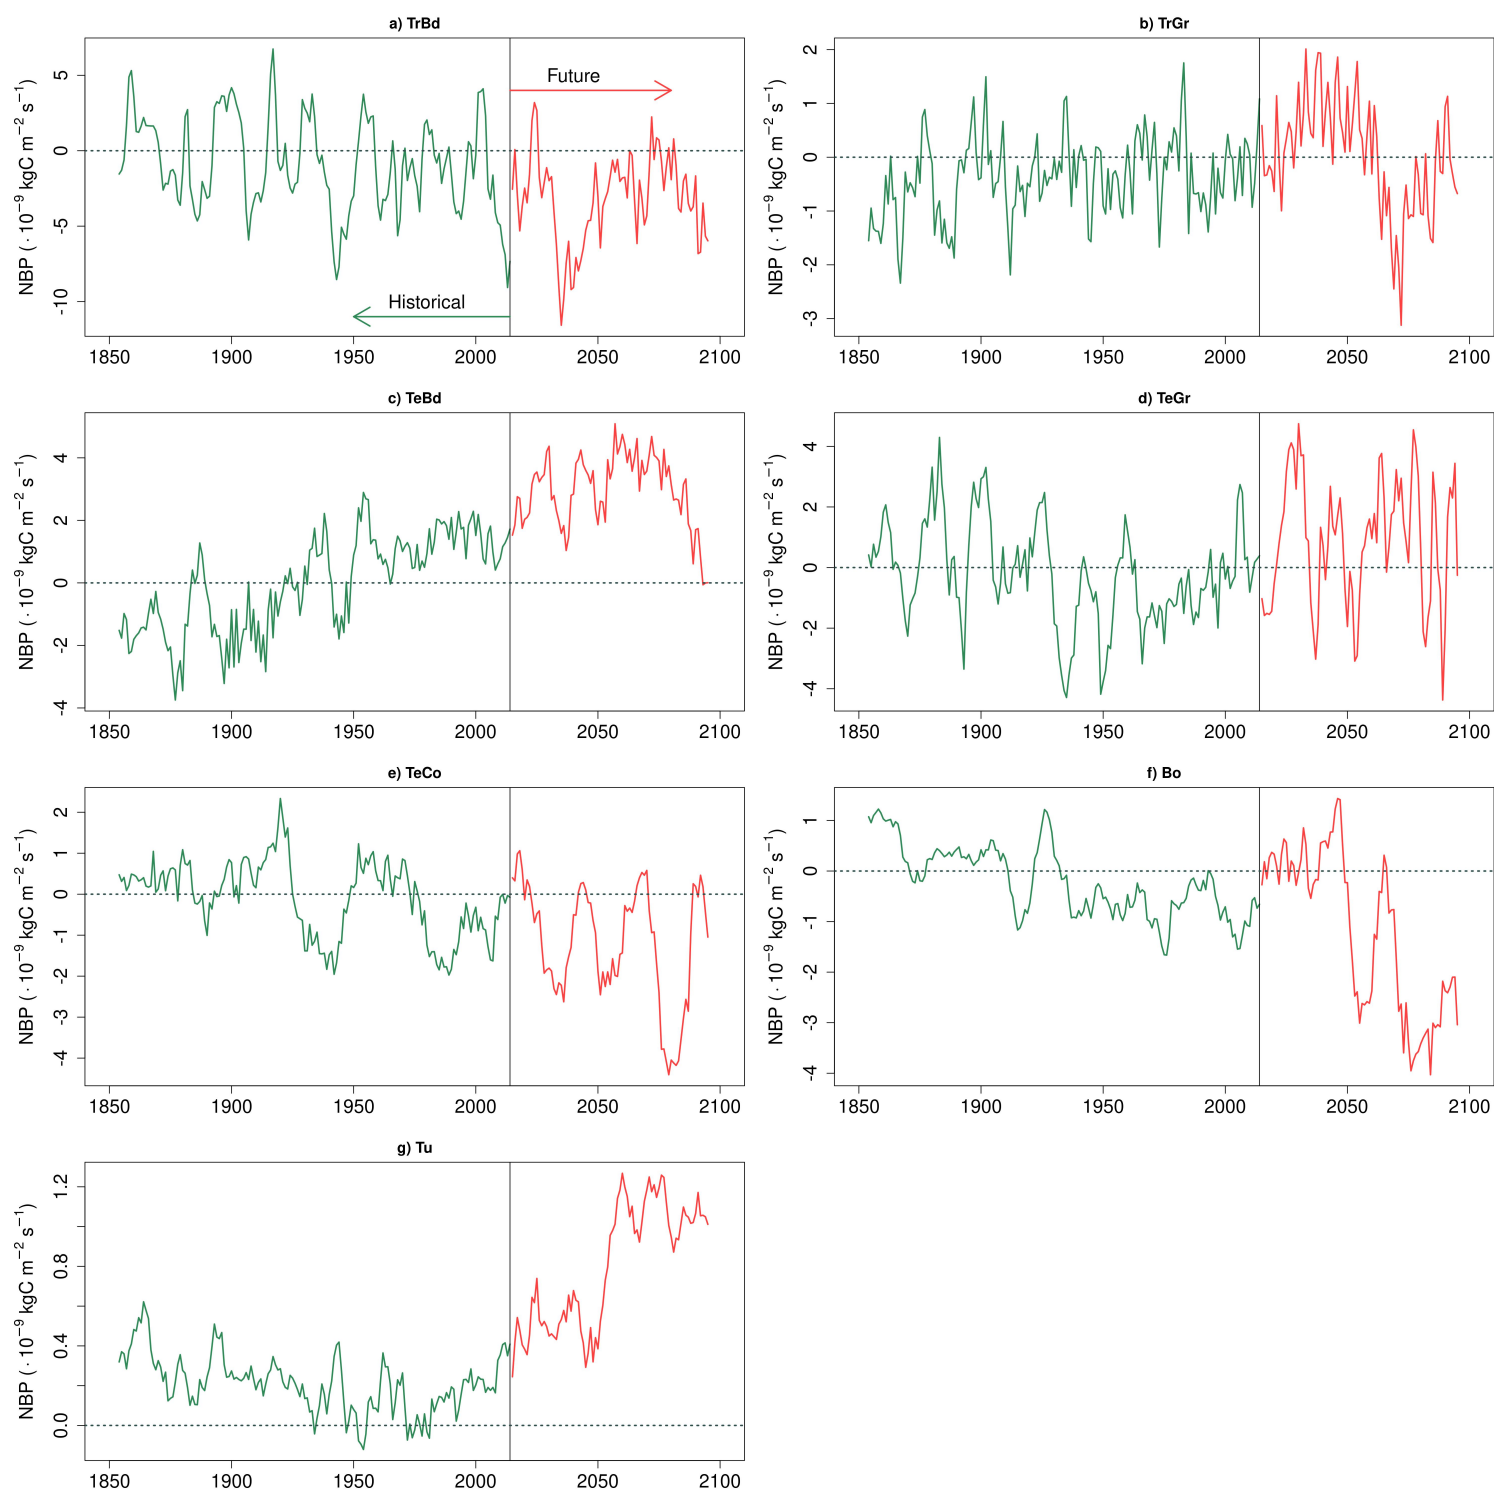 a) TrBd
NBP ( · 10−9 kgC m−2 s−1)
5
0
-5
-10
Future
Historical
1850 1900 1950 2000 2050 2100
b) TrGr
NBP ( · 10−9 kgC m−2 s−1)
2
1
0
-1
-2
-3
1850 1900 1950 2000 2050 2100
c) TeBd
NBP ( · 10−9 kgC m−2 s−1)
4
2
0
2
-4
1850 1900 1950 2000 2050 2100
d) TeGr
NBP ( · 10−9 kgC m−2 s−1)
4
2
0
-2
-4
1850 1900 1950 2000 2050 2100
e) TeCo
NBP ( · 10−9 kgC m−2 s−1)
2
1
0
-1
-2
-3
-4
1850 1900 1950 2000 2050 2100
f) Bo
NBP ( · 10−9 kgC m−2 s−1)
1
0
-1
-2
-3
-4
1850 1900 1950 2000 2050 2100
g) Tu
NBP ( · 10−9 kgC m−2 s−1)
1.2
0.8
0.4
0.0
1850 1900 1950 2000 2050 2100